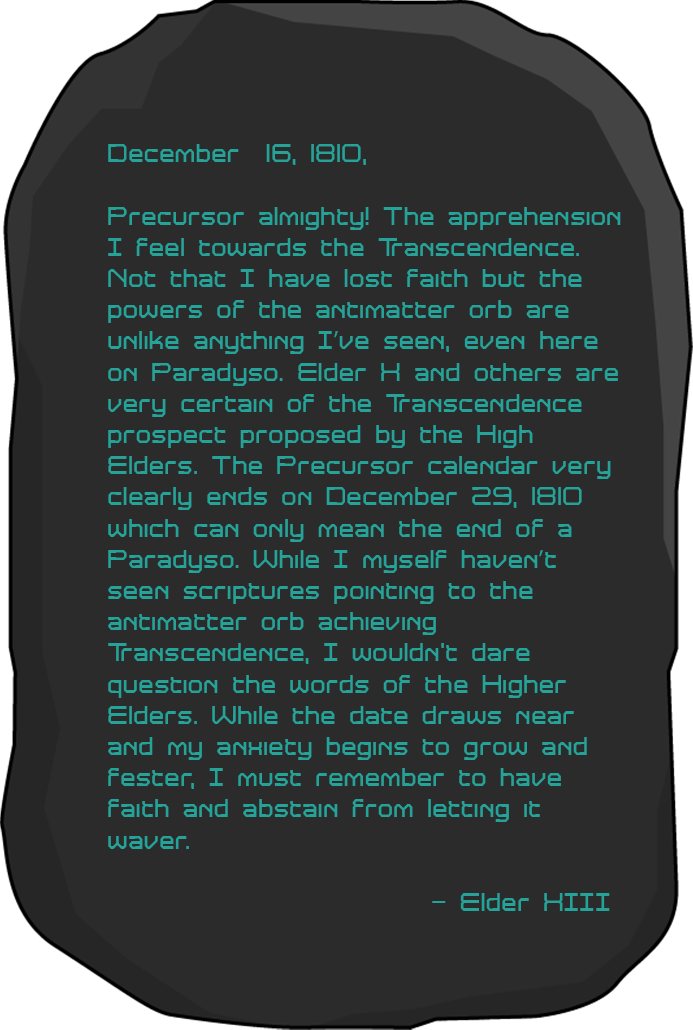 December 16, 1810,
Precursor almighty! The apprehension
I feel towards the Transcendence.
Not that I have lost faith but the
powers of the antimatter orb are
unlike anything I've seen, even here
on Paradyso. Elder X and others are
very certain of the Transcendence
prospect proposed by the High
Elders. The Precursor calendar very
clearly ends on December 29, 1810
which can only mean the end of a
Paradyso. While I myself haven't
seen scriptures pointing to the
antimatter orb achieving
Transcendence, I wouldn't dare
question the words of the Higher
Elders. While the date draws near
and my anxiety begins to grow and
fester, I must remember to have
faith and abstain from letting it
waver.
- Elder XIII